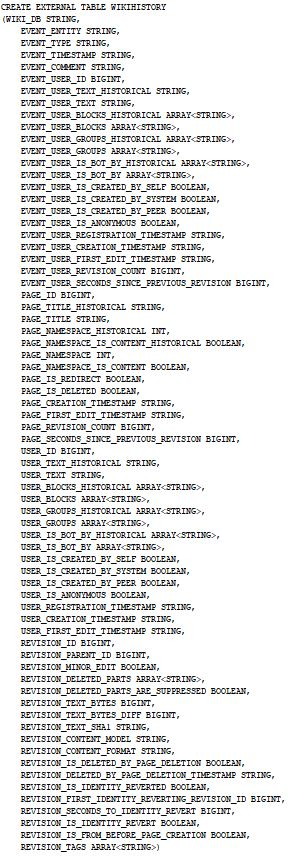 CREATE EXTERNAL TABLE WIKIHISTORY
(WIKI_DB STRING,
EVENT_ENTITY STRING,
EVENT_TYPE STRING,
EVENT_TIMESTAMP STRING,
EVENT_COMMENT STRING,
EVENT_USER_ID BIGINT,
EVENT_USER_TEXT_HISTORICAL STRING,
EVENT_USER_TEXT STRING,
EVENT_USER_BLOCKS_HISTORICAL ARRAY<STRING>,
EVENT_USER_BLOCKS ARRAY<STRING>,
EVENT_USER_GROUPS_HISTORICAL ARRAY<STRING>,
EVENT_USER_GROUPS ARRAY<STRING>,
EVENT_USER_IS_BOT_BY_HISTORICAL ARRAY<STRING>,
EVENT_USER_IS_BOT_BY ARRAY<STRING>,
EVENT_USER_IS_CREATED_BY_SELF BOOLEAN,
EVENT_USER_IS_CREATED_BY_SYSTEM BOOLEAN,
EVENT_USER_IS_CREATED_BY_PEER BOOLEAN,
EVENT_USER_IS_ANONYMOUS BOOLEAN,
EVENT_USER_REGISTRATION_TIMESTAMP STRING,
EVENT_USER_CREATION_TIMESTAMP STRING,
EVENT_USER_FIRST_EDIT_TIMESTAMP STRING,
EVENT_USER_REVISION_COUNT BIGINT,
EVENT_USER_SECONDS_SINCE_PREVIOUS_REVISION BIGINT,
PAGE_ID BIGINT,
PAGE_TITLE_HISTORICAL STRING,
PAGE_TITLE STRING,
PAGE_NAMESPACE_HISTORICAL INT,
PAGE_NAMESPACE_IS_CONTENT_HISTORICAL BOOLEAN,
PAGE_NAMESPACE INT,
PAGE_NAMESPACE_IS_CONTENT BOOLEAN,
PAGE_IS_REDIRECT BOOLEAN,
PAGE_IS_DELETED BOOLEAN,
PAGE_CREATION_TIMESTAMP STRING,
PAGE_FIRST_EDIT_TIMESTAMP STRING,
PAGE_REVISION_COUNT BIGINT,
PAGE_SECONDS_SINCE_PREVIOUS_REVISION BIGINT,
USER_ID BIGINT,
USER_TEXT_HISTORICAL STRING,
USER_TEXT STRING,
USER_BLOCKS_HISTORICAL ARRAY<STRING>,
USER_BLOCKS ARRAY<STRING>,
USER_GROUPS_HISTORICAL ARRAY<STRING>,
USER_GROUPS ARRAY<STRING>,
USER_IS_BOT_BY_HISTORICAL ARRAY<STRING>,
USER_IS_BOT_BY ARRAY<STRING>,
USER_IS_CREATED_BY_SELF BOOLEAN,
USER_IS_CREATED_BY_SYSTEM BOOLEAN,
USER_IS_CREATED_BY_PEER BOOLEAN,
USER_IS_ANONYMOUS BOOLEAN,
USER_REGISTRATION_TIMESTAMP STRING,
USER_CREATION_TIMESTAMP STRING,
USER_FIRST_EDIT_TIMESTAMP STRING,
REVISION_ID BIGINT,
REVISION_PARENT_ID BIGINT,
REVISION_MINOR_EDIT BOOLEAN,
REVISION_DELETED_PARTS ARRAY<STRING>,
REVISION_DELETED_PARTS_ARE_SUPPRESSED BOOLEAN,
REVISION_TEXT_BYTES BIGINT,
REVISION_TEXT_BYTES_DIFF BIGINT,
REVISION_TEXT_SHA1 STRING,
REVISION_CONTENT_MODEL STRING,
REVISION_CONTENT_FORMAT STRING,
REVISION_IS_DELETED_BY_PAGE_DELETION BOOLEAN,
REVISION_DELETED_BY_PAGE_DELETION_TIMESTAMP STRING,
REVISION_IS_IDENTITY_REVERTED BOOLEAN,
REVISION_FIRST_IDENTITY_REVERTING_REVISION_ID BIGINT,
REVISION_SECONDS_TO_IDENTITY_REVERT BIGINT,
REVISION_IS_IDENTITY_REVERT BOOLEAN,
REVISION_IS_FROM_BEFORE_PAGE_CREATION BOOLEAN,
REVISION_TAGS ARRAY<STRING>)